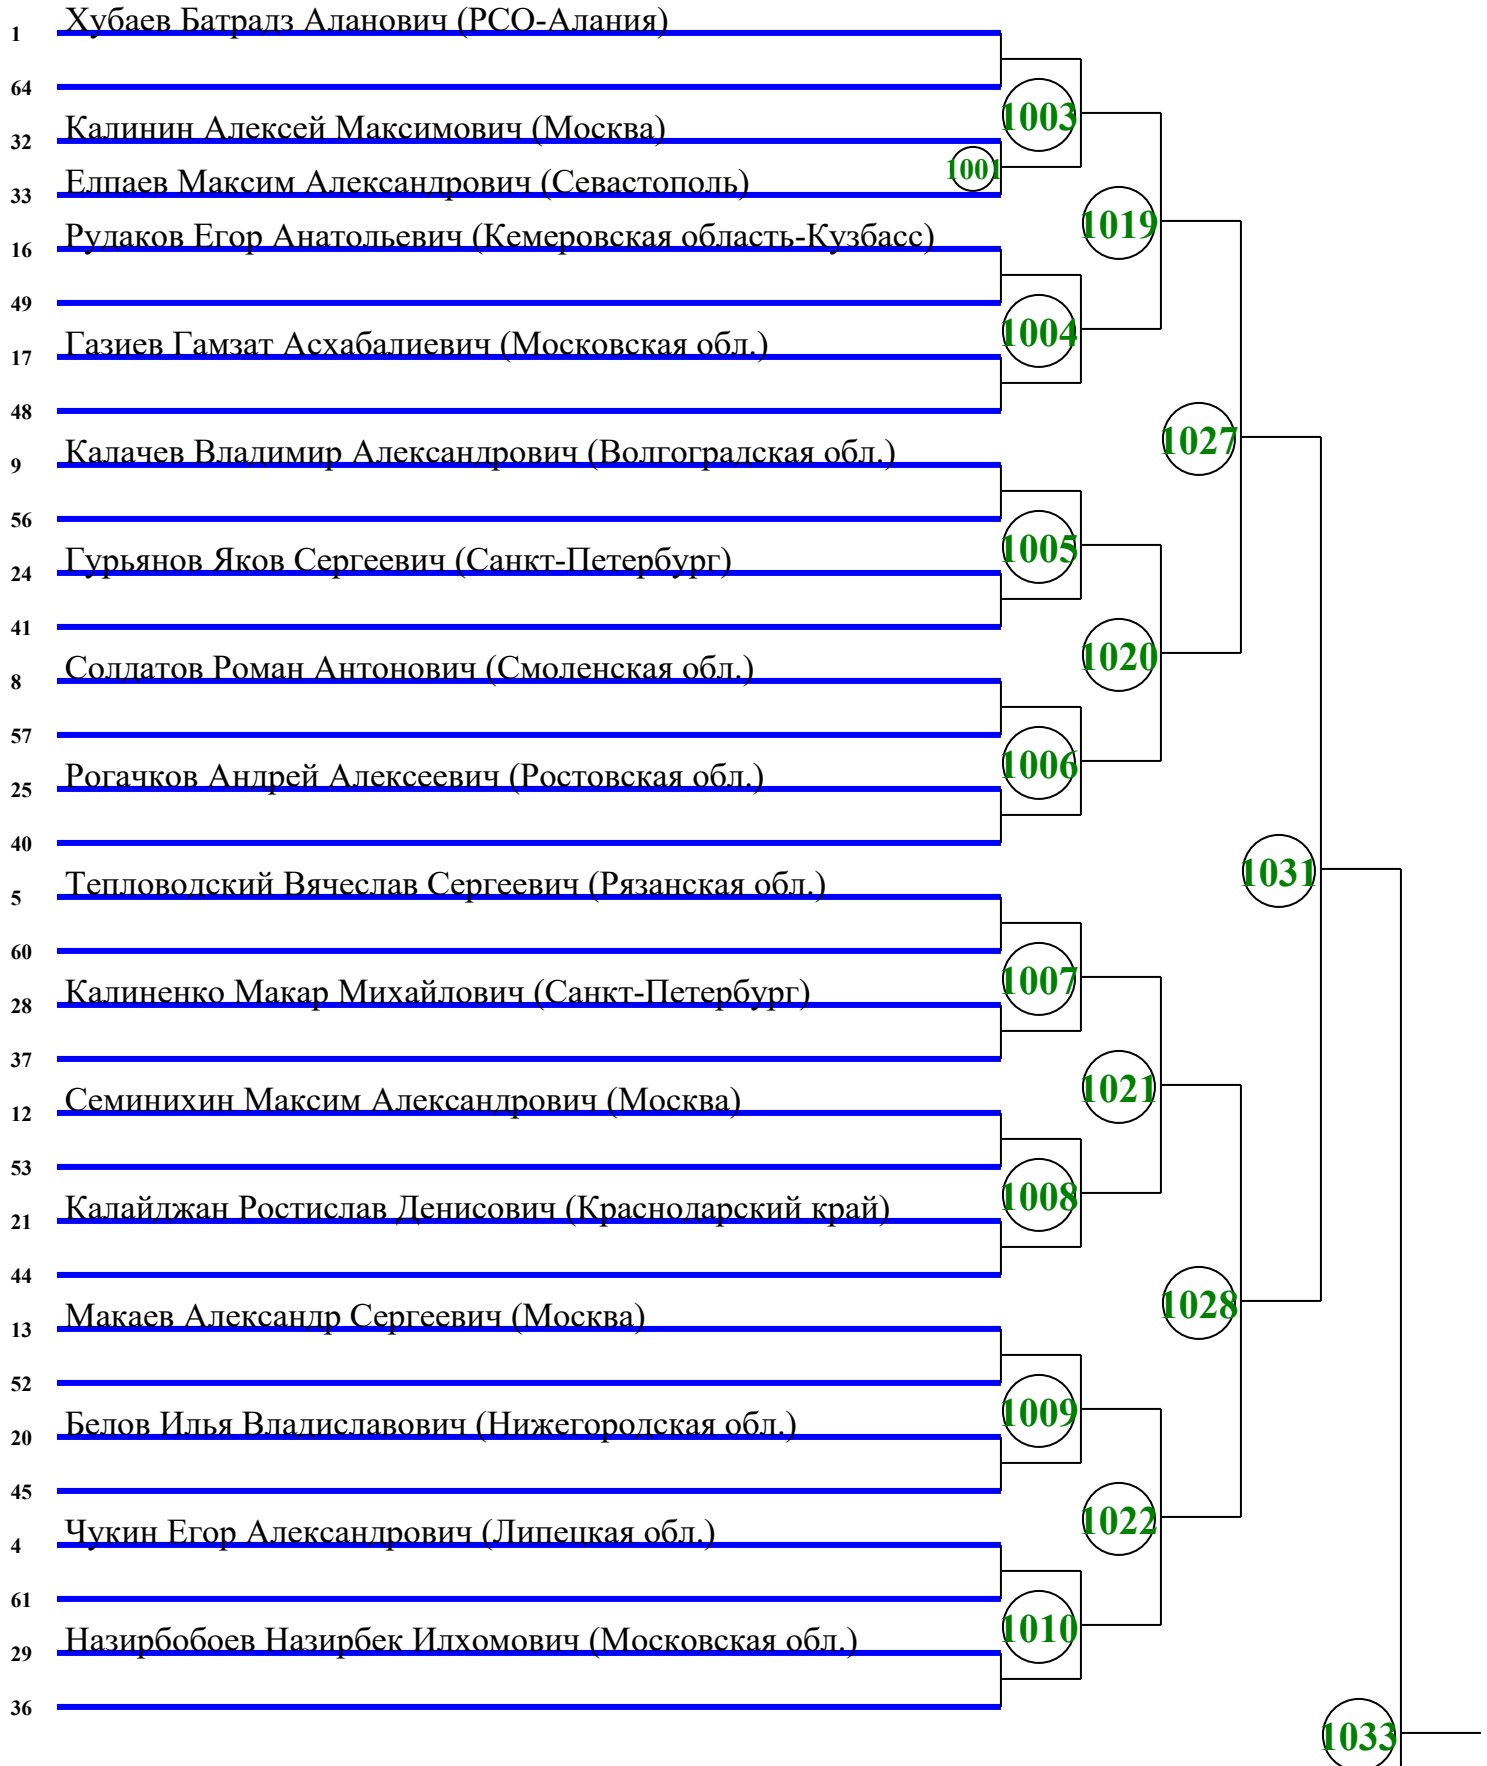 1 Хубаев Батрадз Аланович (РСО-Алания)
64
1003
32 Калинин Алексей Максимович (Москва)
1001
33 Елпаев Максим Александрович (Севастополь)
1019
16 Рудаков Егор Анатольевич (Кемеровская область-Кузбасс)
49
1004
17 Газиев Гамзат Асхабалиевич (Московская обл.)
48
1027
9 Калачев Владимир Александрович (Волгоградская обл.)
56
1005
24 Гурьянов Яков Сергеевич (Санкт-Петербург)
41
1020
8 Солдатов Роман Антонович (Смоленская обл.)
57
1006
25 Рогачков Андрей Алексеевич (Ростовская обл.)
40
1031
5 Тепловодский Вячеслав Сергеевич (Рязанская обл.)
60
1007
28 Калиненко Макар Михайлович (Санкт-Петербург)
37
1021
12 Семинихин Максим Александрович (Москва)
53
1008
21 Калайджан Ростислав Денисович (Краснодарский край)
44
1028
13 Макаев Александр Сергеевич (Москва)
52
1009
20 Белов Илья Владиславович (Нижегородская обл.)
45
1022
4 Чукин Егор Александрович (Липецкая обл.)
61
1010
29 Назирбобоев Назирбек Илхомович (Московская обл.)
36
1033